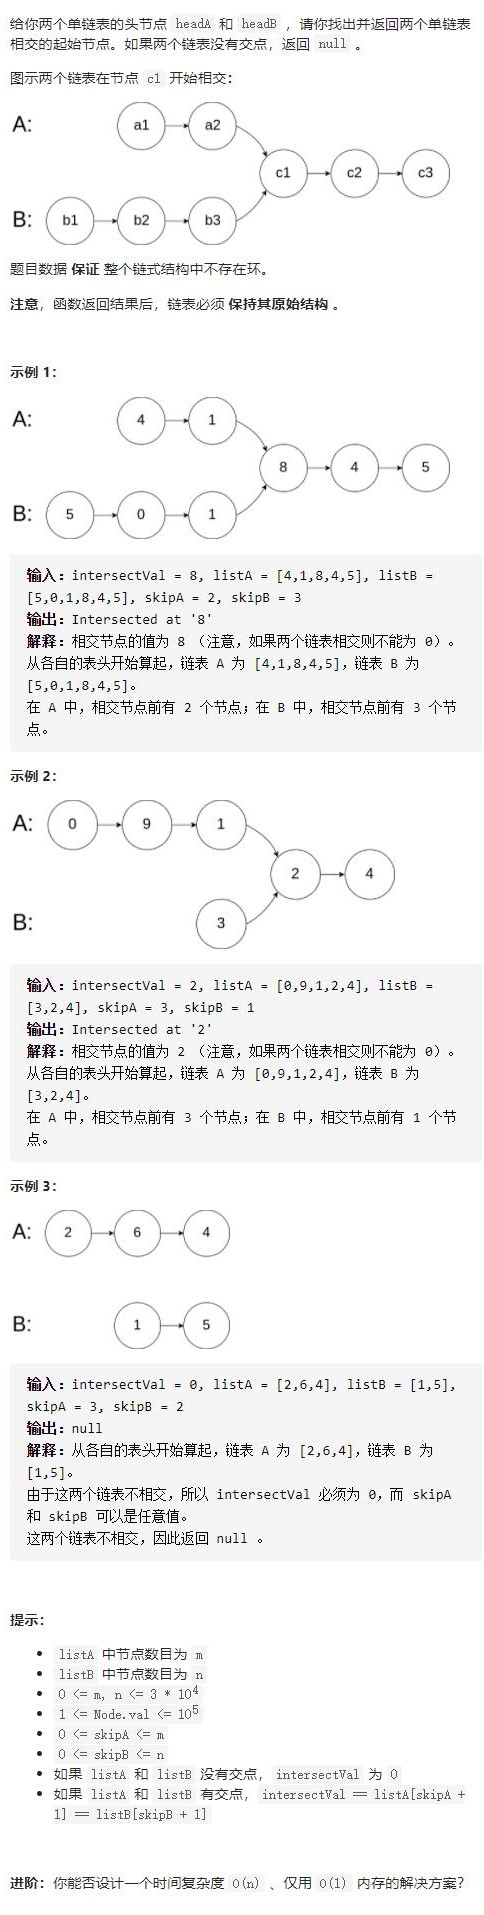 给你两个单链表的头节点 headA 和 headB ，请你找出并返回两个单链表
相交的起始节点。如果两个链表没有交点，返回 null 。
图示两个链表在节点 c1 开始相交：
A: a1 a2
c1 c2 c3
B: b1 b2 b3
题目数据 保证 整个链式结构中不存在环。
注意，函数返回结果后，链表必须 保持其原始结构 。
示例 1：
A: 4 1
8 4 5
B: 5 0 1
输入：intersectVal = 8, listA = [4,1,8,4,5], listB =
[5,0,1,8,4,5], skipA = 2, skipB = 3
输出：Intersected at '8'
解释：相交节点的值为 8 （注意，如果两个链表相交则不能为 0）。
从各自的表头开始算起，链表 A 为 [4,1,8,4,5]，链表 B 为
[5,0,1,8,4,5]。
在 A 中，相交节点前有 2 个节点；在 B 中，相交节点前有 3 个节
点。
示例 2：
A: 0 9 1
2 4
B: 3
输入：intersectVal = 2, listA = [0,9,1,2,4], listB =
[3,2,4], skipA = 3, skipB = 1
输出：Intersected at '2'
解释：相交节点的值为 2 （注意，如果两个链表相交则不能为 0）。
从各自的表头开始算起，链表 A 为 [0,9,1,2,4]，链表 B 为
[3,2,4]。
在 A 中，相交节点前有 3 个节点；在 B 中，相交节点前有 1 个节
点。
示例 3：
A: 2 6 4
B: 1 5
输入：intersectVal = 0, listA = [2,6,4], listB = [1,5],
skipA = 3, skipB = 2
输出：null
解释：从各自的表头开始算起，链表 A 为 [2,6,4]，链表 B 为
[1,5]。
由于这两个链表不相交，所以 intersectVal 必须为 0，而 skipA
和 skipB 可以是任意值。
这两个链表不相交，因此返回 null 。
提示：
• listA 中节点数目为 m
• listB 中节点数目为 n
• 0 <= m, n <= 3 * 10⁴
• 1 <= Node.val <= 10⁵
• 0 <= skipA <= m
• 0 <= skipB <= n
• 如果 listA 和 listB 没有交点，intersectVal 为 0
• 如果 listA 和 listB 有交点，intersectVal == listA[skipA +
1] == listB[skipB + 1]
进阶：你能否设计一个时间复杂度 O(n) 、仅用 O(1) 内存的解决方案？